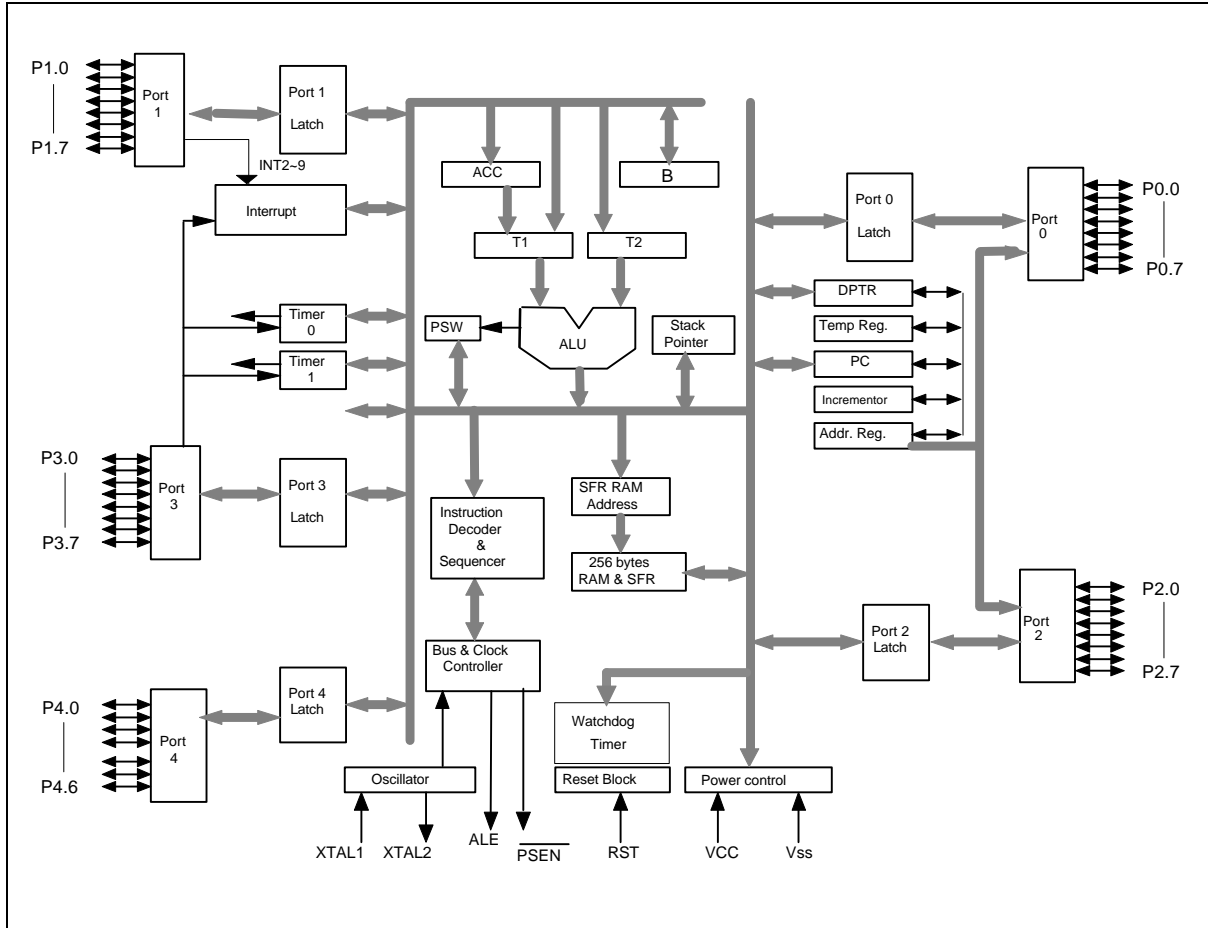 P1.0
P1.7
Port
1
Port 1
Latch
INT2~9
Interrupt
Timer
0
Timer
1
P3.0
P3.7
Port
3
Port 3
Latch
P4.0
P4.6
Port
4
Port 4
Latch
ACC
B
T1
T2
PSW
ALU
Stack
Pointer
Instruction
Decoder
&
Sequencer
SFR RAM
Address
256 bytes
RAM & SFR
Bus & Clock
Controller
Oscillator
Watchdog
Timer
Reset Block
Power control
XTAL1
XTAL2
ALE
PSEN
RST
VCC
Vss
Port 0
Latch
Port
0
P0.0
P0.7
DPTR
Temp Reg.
PC
Incrementor
Addr. Reg.
Port 2
Latch
Port
2
P2.0
P2.7